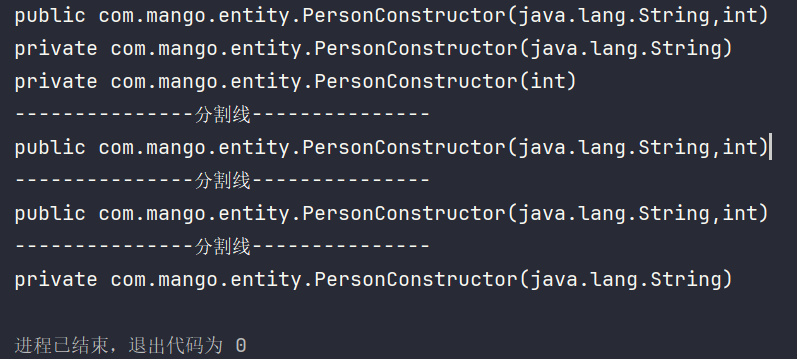 public com.mango.entity.PersonConstructor(java.lang.String,int)
private com.mango.entity.PersonConstructor(java.lang.String)
private com.mango.entity.PersonConstructor(int)
---------------分割线---------------
public com.mango.entity.PersonConstructor(java.lang.String,int)
---------------分割线---------------
public com.mango.entity.PersonConstructor(java.lang.String,int)
---------------分割线---------------
private com.mango.entity.PersonConstructor(java.lang.String)
进程已结束，退出代码为 0